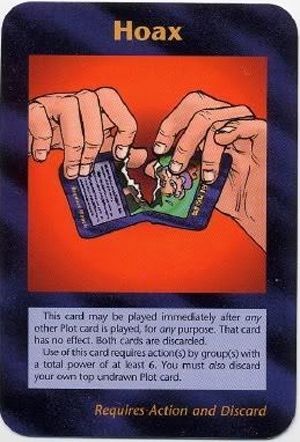 Hoax
This card may be played immediately after any
other Plot card is played, for any purpose. That card
has no effect. Both cards are discarded.
Use of this card requires action(s) by group(s) with
a total power of at least 6. You must also discard
your own top undrawn Plot card.
Requires Action and Discard